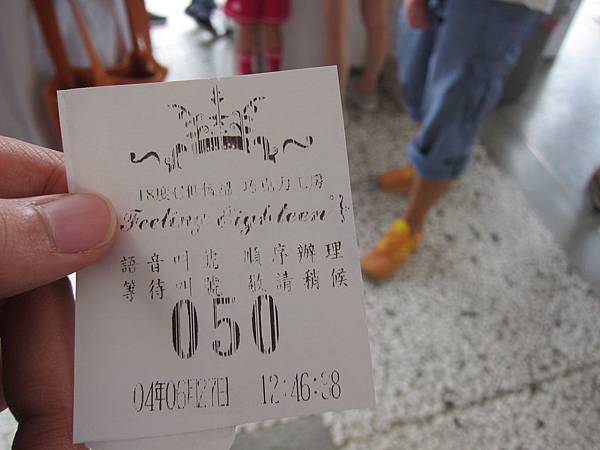 18度C巧克力工房
Feeling Eighteen°
語音叫號 順序辦理
等待叫號 敬請稍候
050
04年06月27日 12:46:38